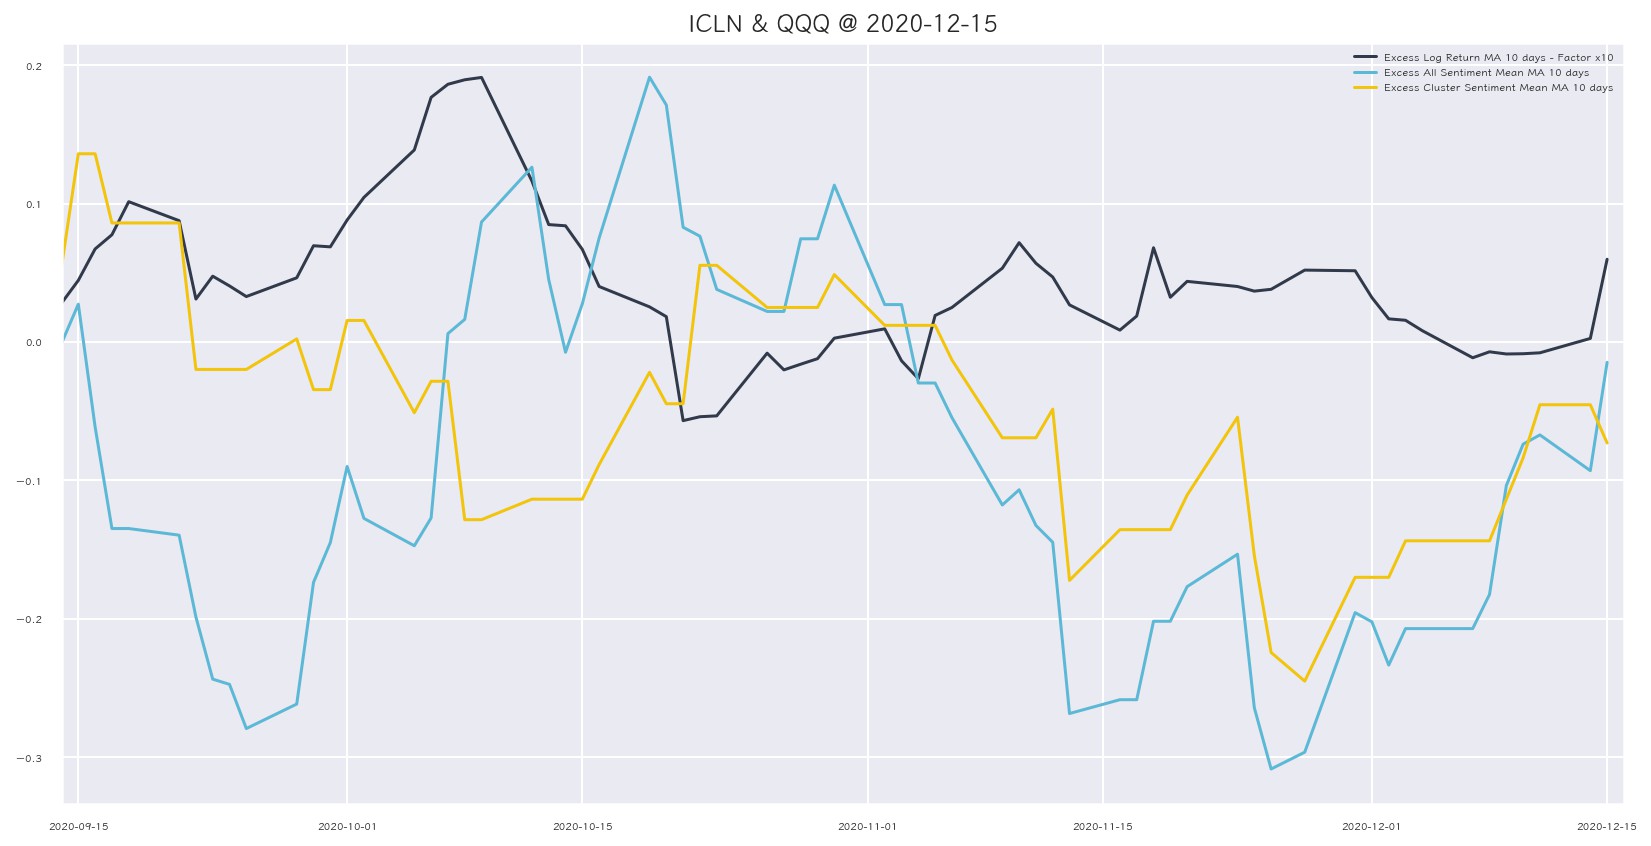 ICLN & QQQ @ 2020-12-15
Excess Log Return MA 10 days - Factor x10
Excess All Sentiment Mean MA 10 days
Excess Cluster Sentiment Mean MA 10 days
0.2
0.1
0.0
−0.1
−0.2
−0.3
2020-09-15 2020-10-01 2020-10-15 2020-11-01 2020-11-15 2020-12-01 2020-12-15